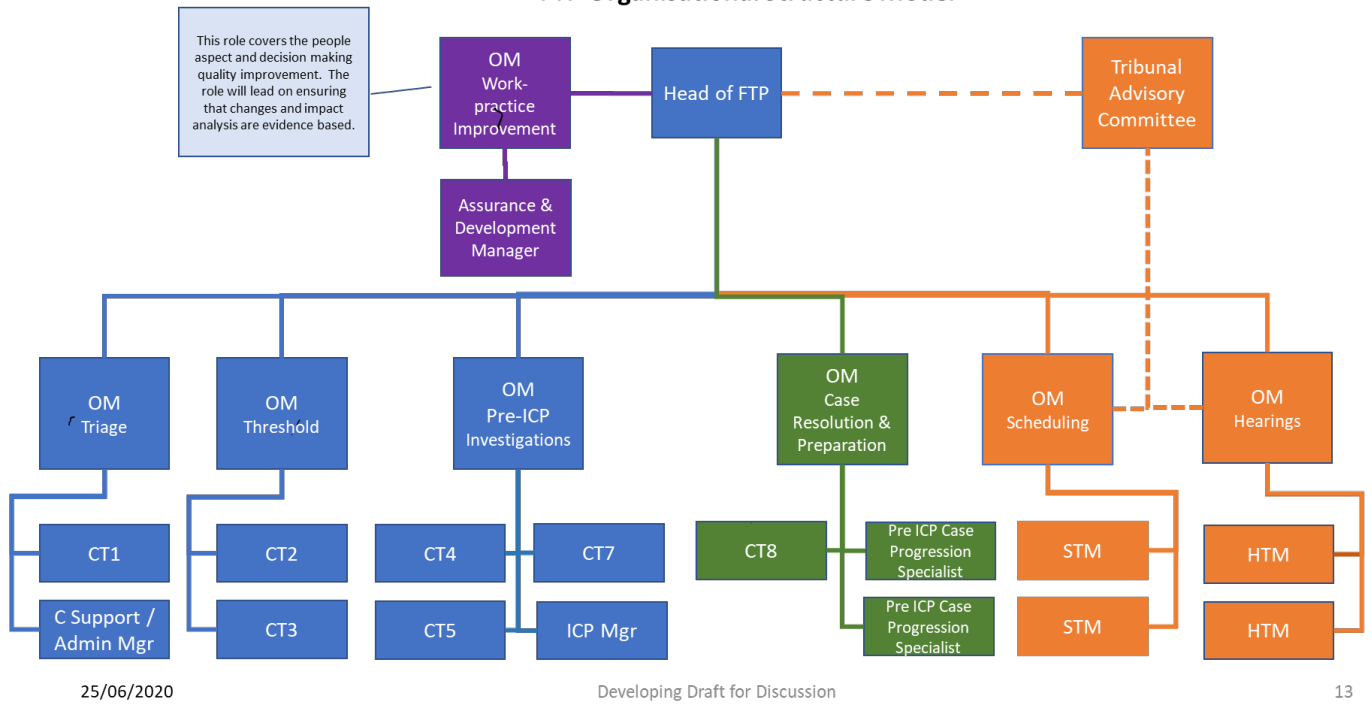 This role covers the people
aspect and decision making
quality improvement. The
role will lead on ensuring
that changes and impact
analysis are evidence based.
OM
Work-
practice
Improvement
Head of FTP
Tribunal
Advisory
Committee
Assurance &
Development
Manager
OM
Triage
OM
Threshold
OM
Pre-ICP
Investigations
OM
Case
Resolution &
Preparation
OM
Scheduling
OM
Hearings
CT1
CT2
CT4
CT7
CT8
Pre ICP Case
Progression
Specialist
STM
HTM
C Support /
Admin Mgr
CT3
CT5
ICP Mgr
Pre ICP Case
Progression
Specialist
STM
HTM
25/06/2020
Developing Draft for Discussion
13